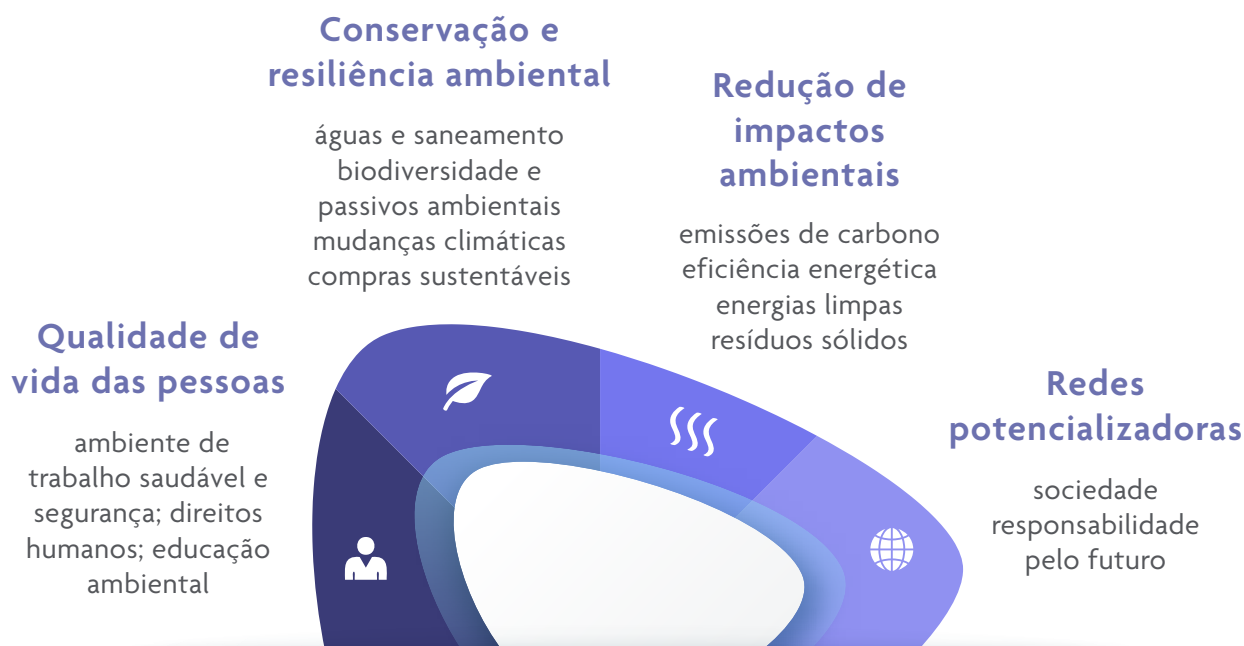 Conservação e
resiliência ambiental
águas e saneamento
biodiversidade e
passivos ambientais
mudanças climáticas
compras sustentáveis
Redução de
impactos
ambientais
emissões de carbono
eficiência energética
energias limpas
resíduos sólidos
Qualidade de
vida das pessoas
ambiente de
trabalho saudável e
segurança; direitos
humanos; educação
ambiental
Redes
potencializadoras
sociedade
responsabilidade
pelo futuro